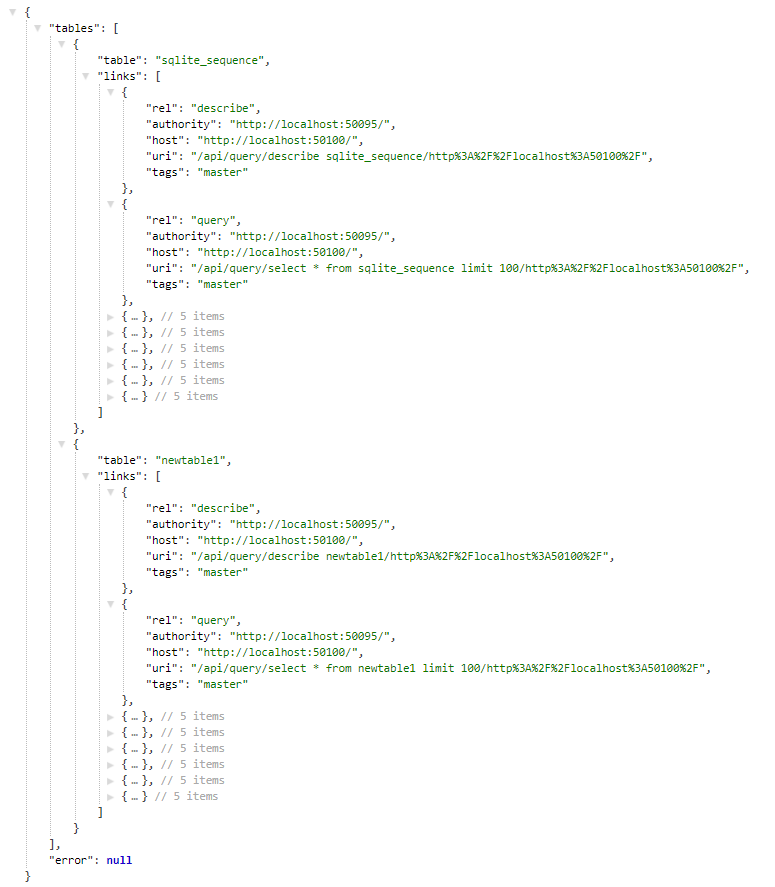 {
"tables": [
{
"table": "sqlite_sequence",
"links": [
{
"rel": "describe",
"authority": "http://localhost:50095/",
"host": "http://localhost:50100/",
"uri": "/api/query/describe sqlite_sequence/http%3A%2F%2Flocalhost%3A50100%2F",
"tags": "master"
},
{
"rel": "query",
"authority": "http://localhost:50095/",
"host": "http://localhost:50100/",
"uri": "/api/query/select * from sqlite_sequence limit 100/http%3A%2F%2Flocalhost%3A50100%2F",
"tags": "master"
},
{ … }, // 5 items
{ … }, // 5 items
{ … }, // 5 items
{ … }, // 5 items
{ … }, // 5 items
{ … } // 5 items
]
},
{
"table": "newtable1",
"links": [
{
"rel": "describe",
"authority": "http://localhost:50095/",
"host": "http://localhost:50100/",
"uri": "/api/query/describe newtable1/http%3A%2F%2Flocalhost%3A50100%2F",
"tags": "master"
},
{
"rel": "query",
"authority": "http://localhost:50095/",
"host": "http://localhost:50100/",
"uri": "/api/query/select * from newtable1 limit 100/http%3A%2F%2Flocalhost%3A50100%2F",
"tags": "master"
},
{ … }, // 5 items
{ … }, // 5 items
{ … }, // 5 items
{ … }, // 5 items
{ … }, // 5 items
{ … } // 5 items
]
}
],
"error": null
}